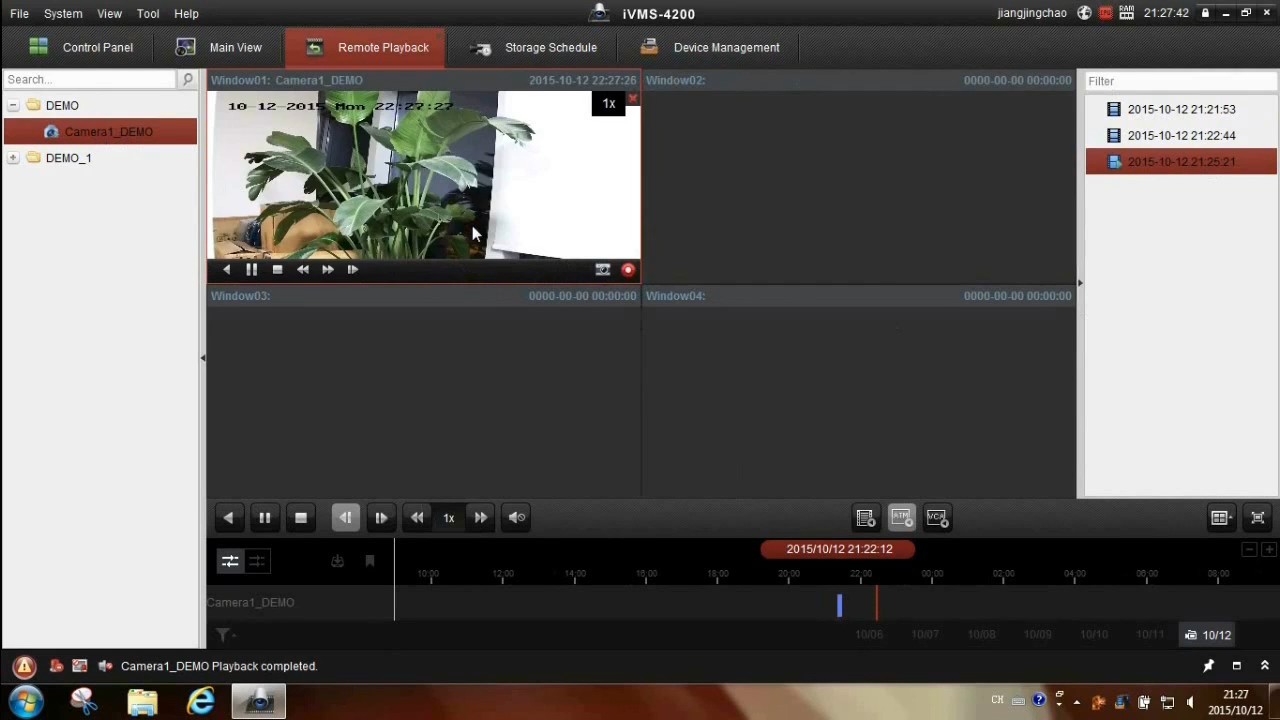 File System View Tool Help
iVMS-4200
jiangjinchao
21:27:42
Control Panel
Main View
Remote Playback
Storage Schedule
Device Management
Search...
DEMO
Camera1_DEMO
DEMO_1
Window01: Camera1_DEMO 2015-10-12 22:27:26
10-12-2015 Mon 22:27:27
1x
Window02: 0000-00-00 00:00:00
Window03: 0000-00-00 00:00:00
Window04: 0000-00-00 00:00:00
Filter
2015-10-12 21:21:53
2015-10-12 21:22:44
2015-10-12 21:25:21
1x
ATM
VCA
2015/10/12 21:22:12
10:00 12:00 14:00 16:00 18:00 20:00 22:00 00:00 02:00 04:00 06:00 08:00
Camera1_DEMO
10/06 10/07 10/08 10/09 10/10 10/11 10/12
Camera1_DEMO Playback completed.
CH
21:27
2015/10/12